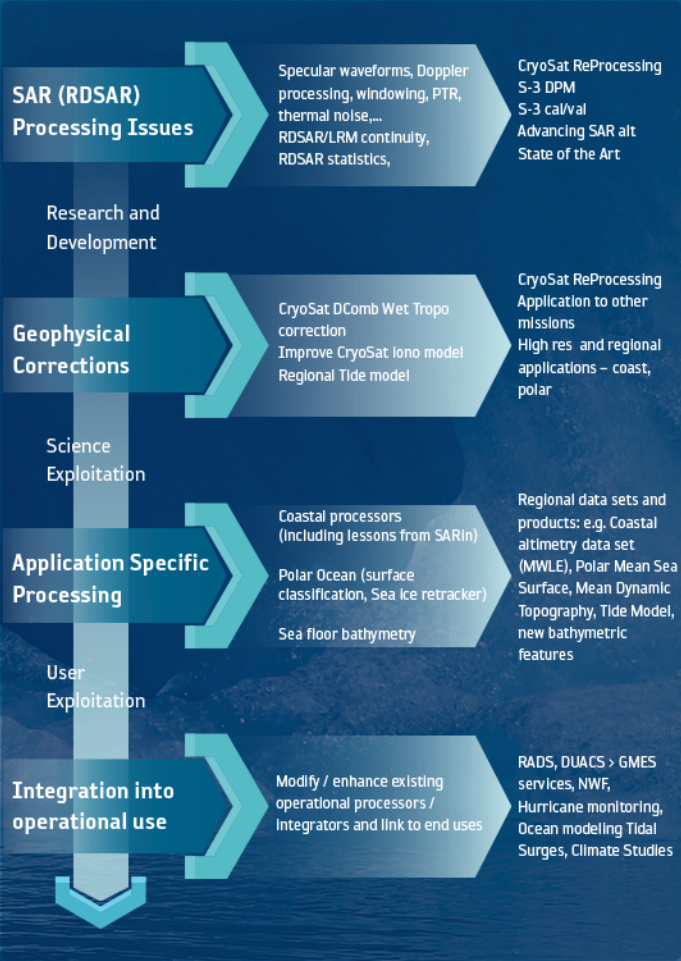 SAR (RDSAR)
Processing Issues
Specular waveforms, Doppler
processing, windowing, PTR,
thermal noise,...
RDSAR/LRM continuity,
RDSAR statistics,
CryoSat ReProcessing
S-3 DPM
S-3 cal/val
Advancing SAR alt
State of the Art
Research and
Development
Geophysical
Corrections
CryoSat DComb Wet Tropo
correction
Improve CryoSat iono model
Regional Tide model
CryoSat ReProcessing
Application to other
missions
High res and regional
applications – coast,
polar
Science
Exploitation
Application Specific
Processing
Coastal processors
(including lessons from SARin)
Polar Ocean (surface
classification, Sea ice retracker)
Sea floor bathymetry
Regional data sets and
products: e.g. Coastal
altimetry data set
(MWLE), Polar Mean Sea
Surface, Mean Dynamic
Topography, Tide Model,
new bathymetric
features
User
Exploitation
Integration into
operational use
Modify / enhance existing
operational processors /
integrators and link to end uses
RADS, DUACS > GMES
services, NWF,
Hurricane monitoring,
Ocean modeling Tidal
Surges, Climate Studies